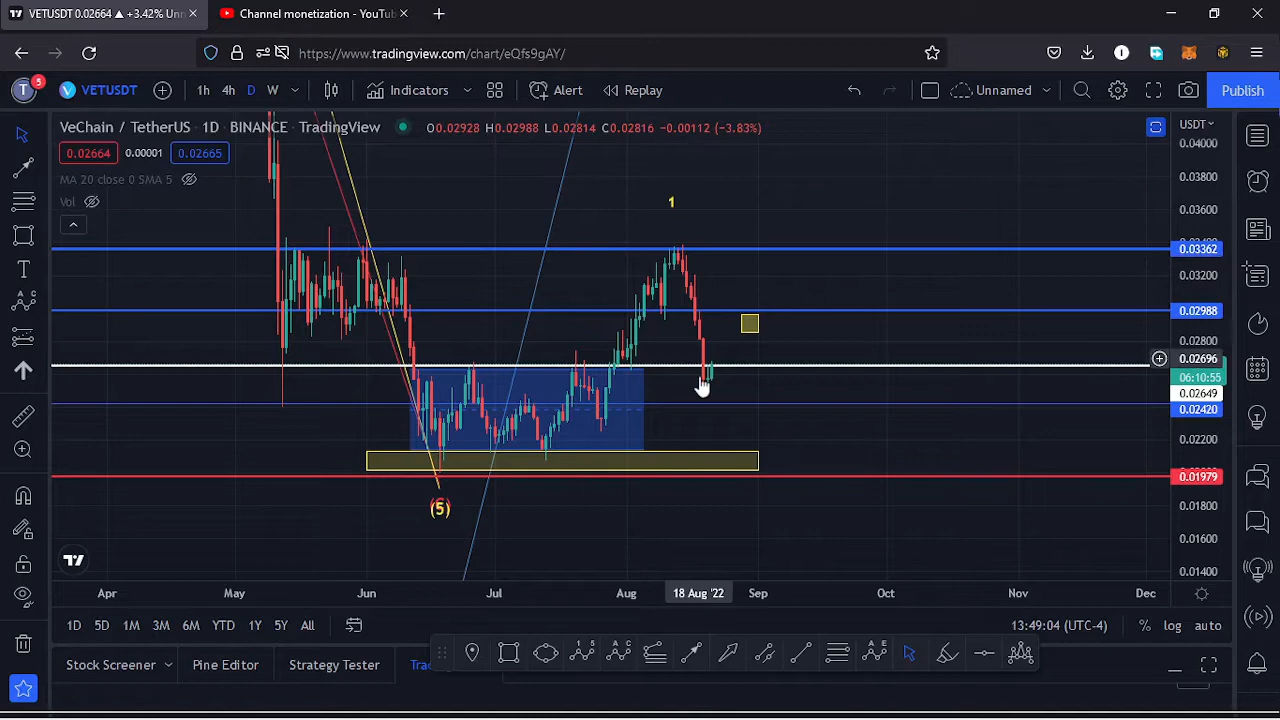 VETUSDT 0.02664 ▲ +3.42% Unn
Channel monetization - YouTub
https://www.tradingview.com/chart/eQfs9gAY/
T 5 VETUSDT 1h 4h D W Indicators Alert Replay Unnamed Publish
VeChain / TetherUS · 1D · BINANCE · TradingView O0.02928 H0.02988 L0.02814 C0.02816 -0.00112 (-3.83%)
USDT
0.02664 0.00001 0.02665
MA 20 close 0 SMA 5
Vol
0.04000
0.03800
0.03600
0.03362
0.03200
0.02988
0.02800
0.02696
06:10:55
0.02649
0.02420
0.02200
0.01979
0.01800
0.01600
0.01400
1
(5)
Apr May Jun Jul Aug 18 Aug '22 Sep Oct Nov Dec
1D 5D 1M 3M 6M YTD 1Y 5Y All 13:49:04 (UTC-4) % log auto
Stock Screener Pine Editor Strategy Tester Trad